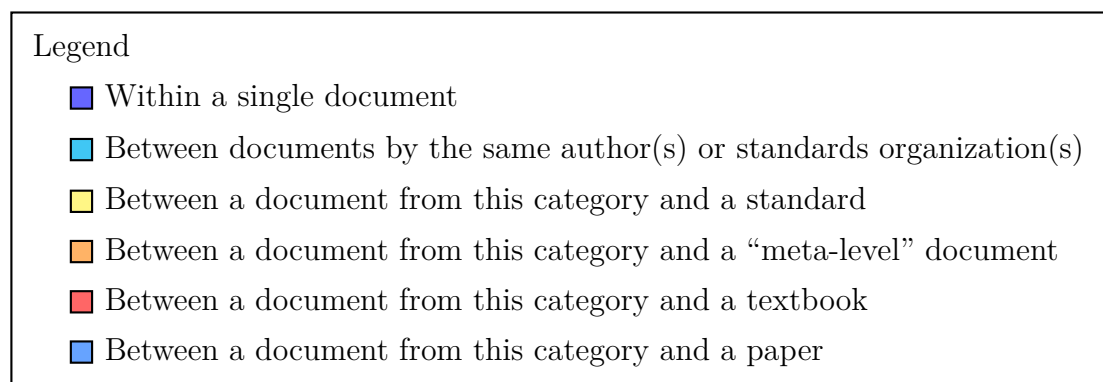 Legend
Within a single document
Between documents by the same author(s) or standards organization(s)
Between a document from this category and a standard
Between a document from this category and a “meta-level” document
Between a document from this category and a textbook
Between a document from this category and a paper